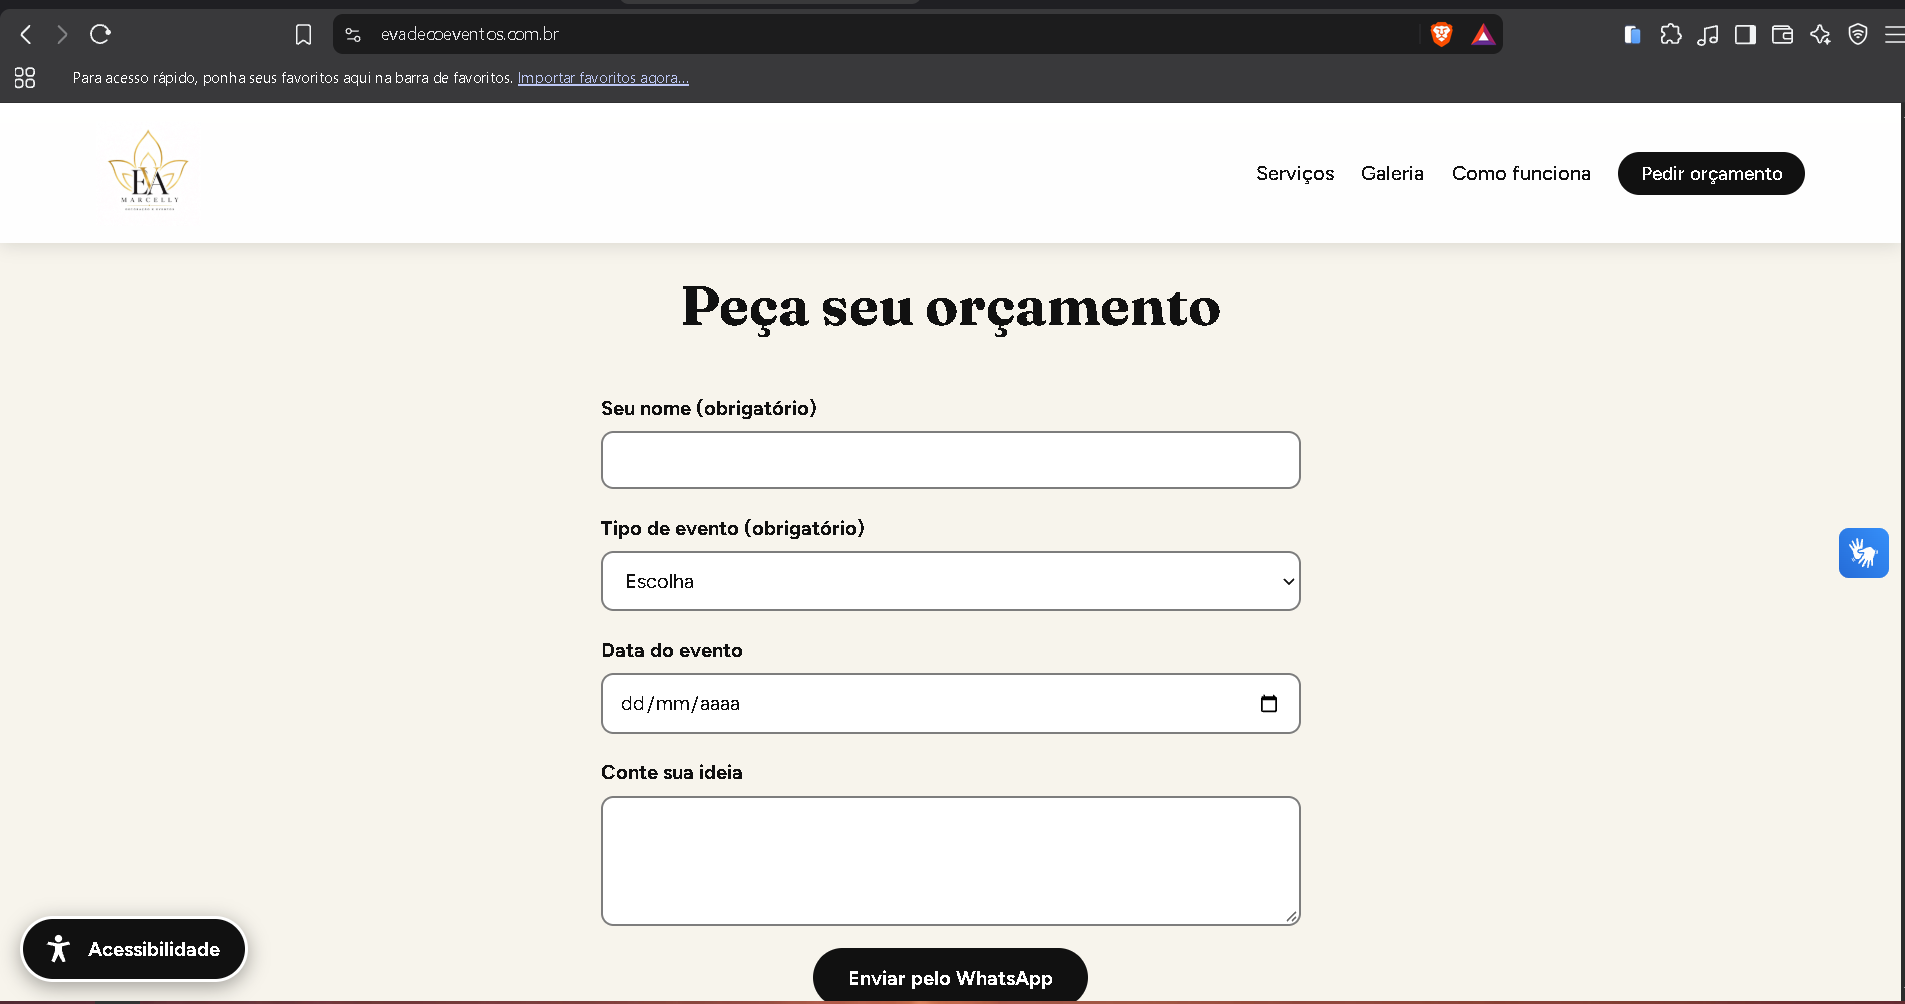 evadecoeventos.com.br
Para acesso rápido, ponha seus favoritos aqui na barra de favoritos. Importar favoritos agora...
EVA
MARCELLY
Serviços
Galeria
Como funciona
Pedir orçamento
Peça seu orçamento
Seu nome (obrigatório)
Tipo de evento (obrigatório)
Escolha
Data do evento
dd/mm/aaaa
Conte sua ideia
Acessibilidade
Enviar pelo WhatsApp